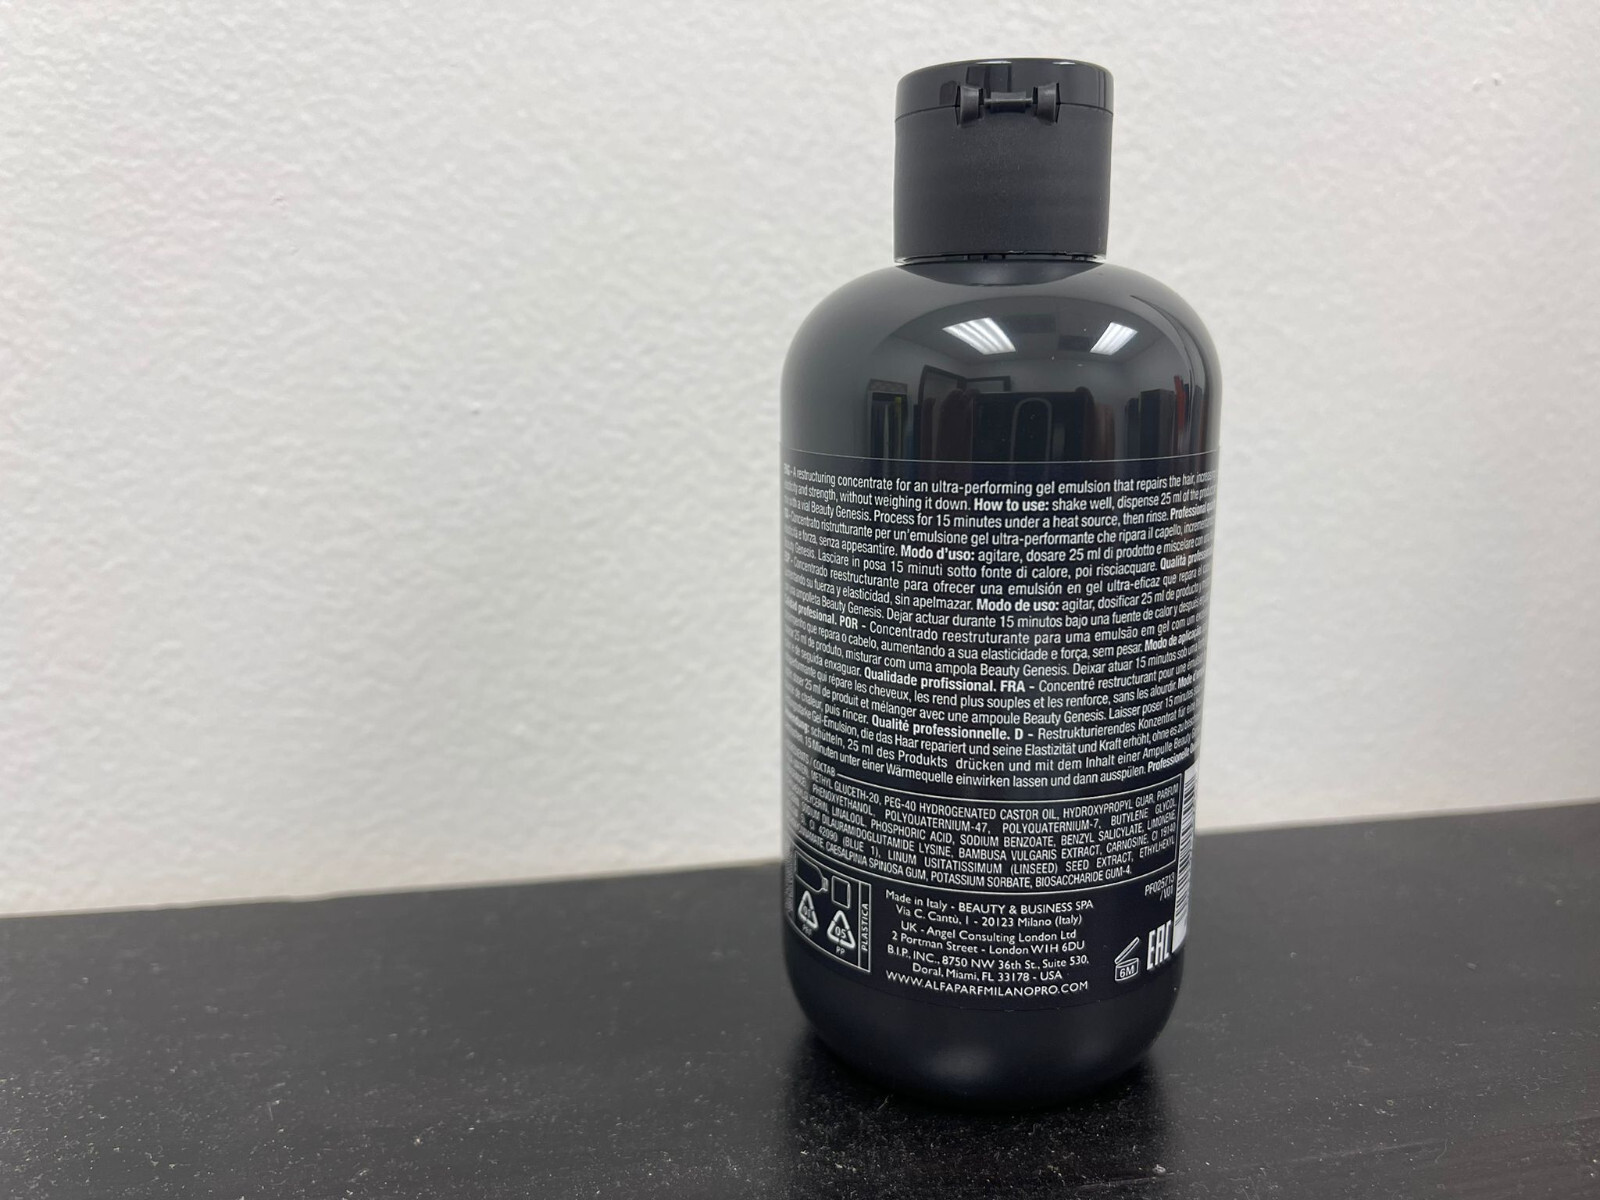 A restructuring concentrate for an ultra-performing gel emulsion that repairs the hair,
and strength, without weighing it down. How to use: shake well, dispense 25 ml of the
a vial Beauty Genesis. Process for 15 minutes under a heat source, then rinse. Professional
Concentrato ristrutturante per un'emulsione gel ultra-performante che ripara il capello,
e forza, senza appesantire. Modo d'uso: agitare, dosare 25 ml di prodotto e miscelare con
Genesis. Lasciare in posa 15 minuti sotto fonte di calore, poi risciacquare. Qualità
Concentrado reestructurante para ofrecer una emulsión en gel ultra-eficaz que repara el
su fuerza y elasticidad, sin apelmazar. Modo de uso: agitar, dosificar 25 ml de producto y
ampolleta Beauty Genesis. Dejar actuar durante 15 minutos bajo una fuente de calor y después
profesional. POR - Concentrado reestruturante para uma emulsão em gel com um
que repara o cabelo, aumentando a sua elasticidade e força, sem pesar. Modo de aplicação:
25 ml de produto, misturar com uma ampola Beauty Genesis. Deixar atuar 15 minutos sob
de seguida enxaguar. Qualidade profissional. FRA - Concentré restructurant pour une
qui répare les cheveux, les rend plus souples et les renforce, sans les alourdir.
25 ml de produit et mélanger avec une ampoule Beauty Genesis. Laisser poser 15 minutes
de chaleur, puis rincer. Qualité professionnelle. D - Restrukturierendes Konzentrat für
Gel-Emulsion, die das Haar repariert und seine Elastizität und Kraft erhöht, ohne es zu
schütteln, 25 ml des Produkts drücken und mit dem Inhalt einer Ampulle Beauty
15 Minuten unter einer Wärmequelle einwirken lassen und dann ausspülen. Professionelle
/ СОСТАВ
METHYL GLUCETH-20, PEG-40 HYDROGENATED CASTOR OIL, HYDROXYPROPYL GUAR, PARFUM
PHENOXYETHANOL, POLYQUATERNIUM-47, POLYQUATERNIUM-7, BUTYLENE GLYCOL,
LINALOOL, PHOSPHORIC ACID, SODIUM BENZOATE, BENZYL SALICYLATE, LIMONENE,
DILAURAMIDOGLUTAMIDE LYSINE, BAMBUSA VULGARIS EXTRACT, CARNOSINE, CI 19140
CI 42090 (BLUE 1), LINUM USITATISSIMUM (LINSEED) SEED EXTRACT, ETHYLHEXYL
CAESALPINIA SPINOSA GUM, POTASSIUM SORBATE, BIOSACCHARIDE GUM-4.
05
PP
PLASTICA
Made in Italy - BEAUTY & BUSINESS SPA
Via C. Cantù, 1 - 20123 Milano (Italy)
UK - Angel Consulting London Ltd
2 Portman Street - London W1H 6DU
B.I.P., INC., 8750 NW 36th St., Suite 530,
Doral, Miami, FL 33178 - USA
WWW.ALFAPARFMILANOPRO.COM
PF025713
/V01
6M
EAC